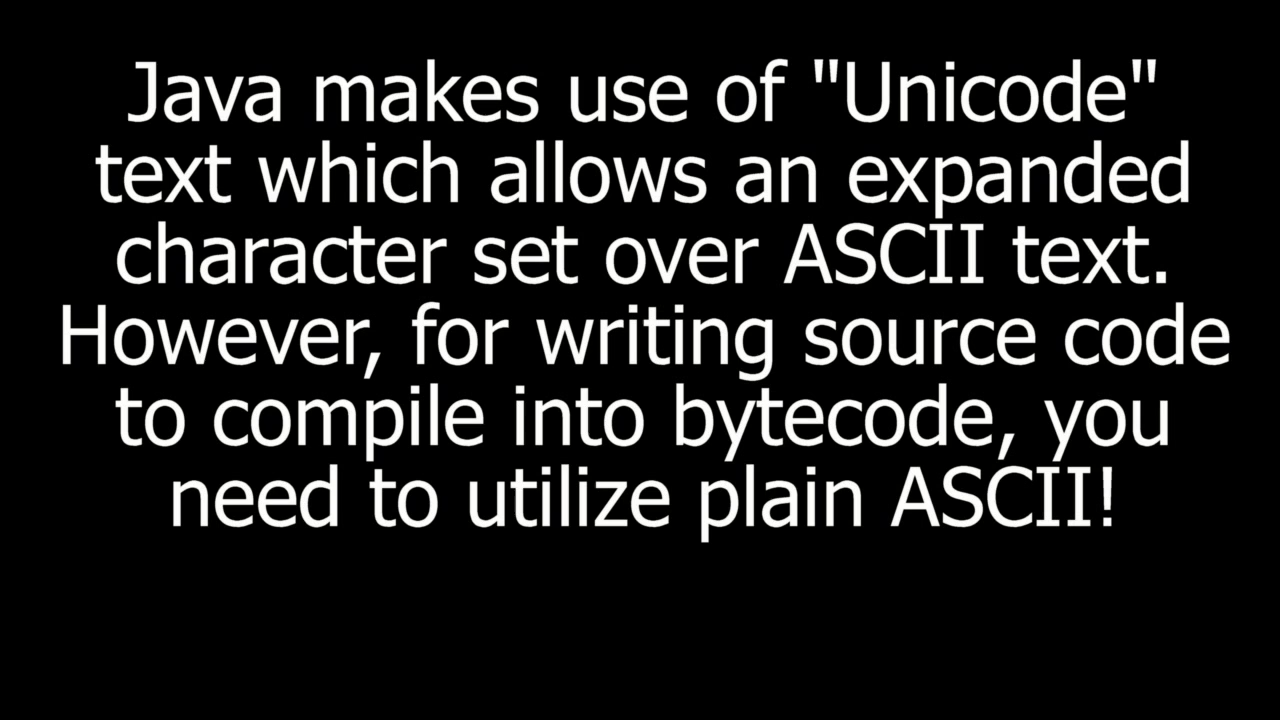 Java makes use of "Unicode"
text which allows an expanded
character set over ASCII text.
However, for writing source code
to compile into bytecode, you
need to utilize plain ASCII!